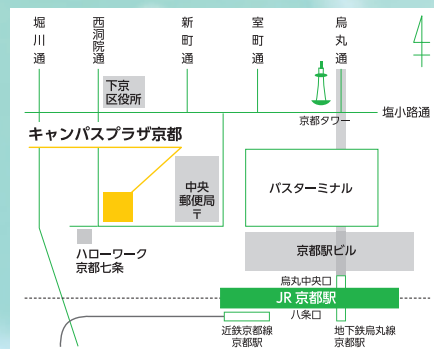 堀川通
西洞院通
新町通
室町通
烏丸通
下京
区役所
京都タワー
塩小路通
キャンパスプラザ京都
中央
郵便局
〒
バスターミナル
ハローワーク
京都七条
京都駅ビル
烏丸中央口
JR 京都駅
八条口
近鉄京都線
京都駅
地下鉄烏丸線
京都駅